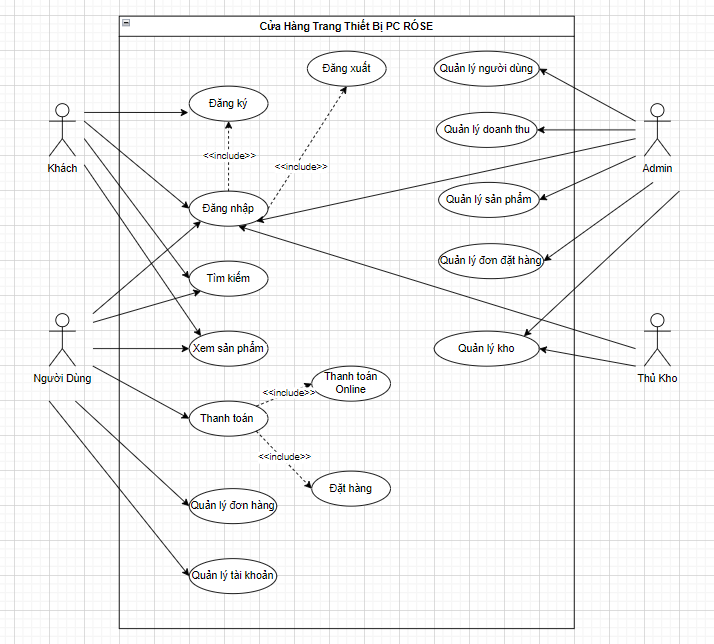 Cửa Hàng Trang Thiết Bị PC RÓSE
Đăng xuất
Quản lý người dùng
Đăng ký
Quản lý doanh thu
<<include>>
<<include>>
Khách
Admin
Đăng nhập
Quản lý sản phẩm
Quản lý đơn đặt hàng
Tìm kiếm
Xem sản phẩm
Quản lý kho
Người Dùng
Thủ Kho
Thanh toán
Online
<<include>>
Thanh toán
<<include>>
Đặt hàng
Quản lý đơn hàng
Quản lý tài khoản